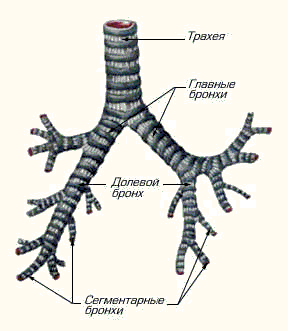 Трахея
Главные
бронхи
Долевой
бронх
Сегментарные
бронхи